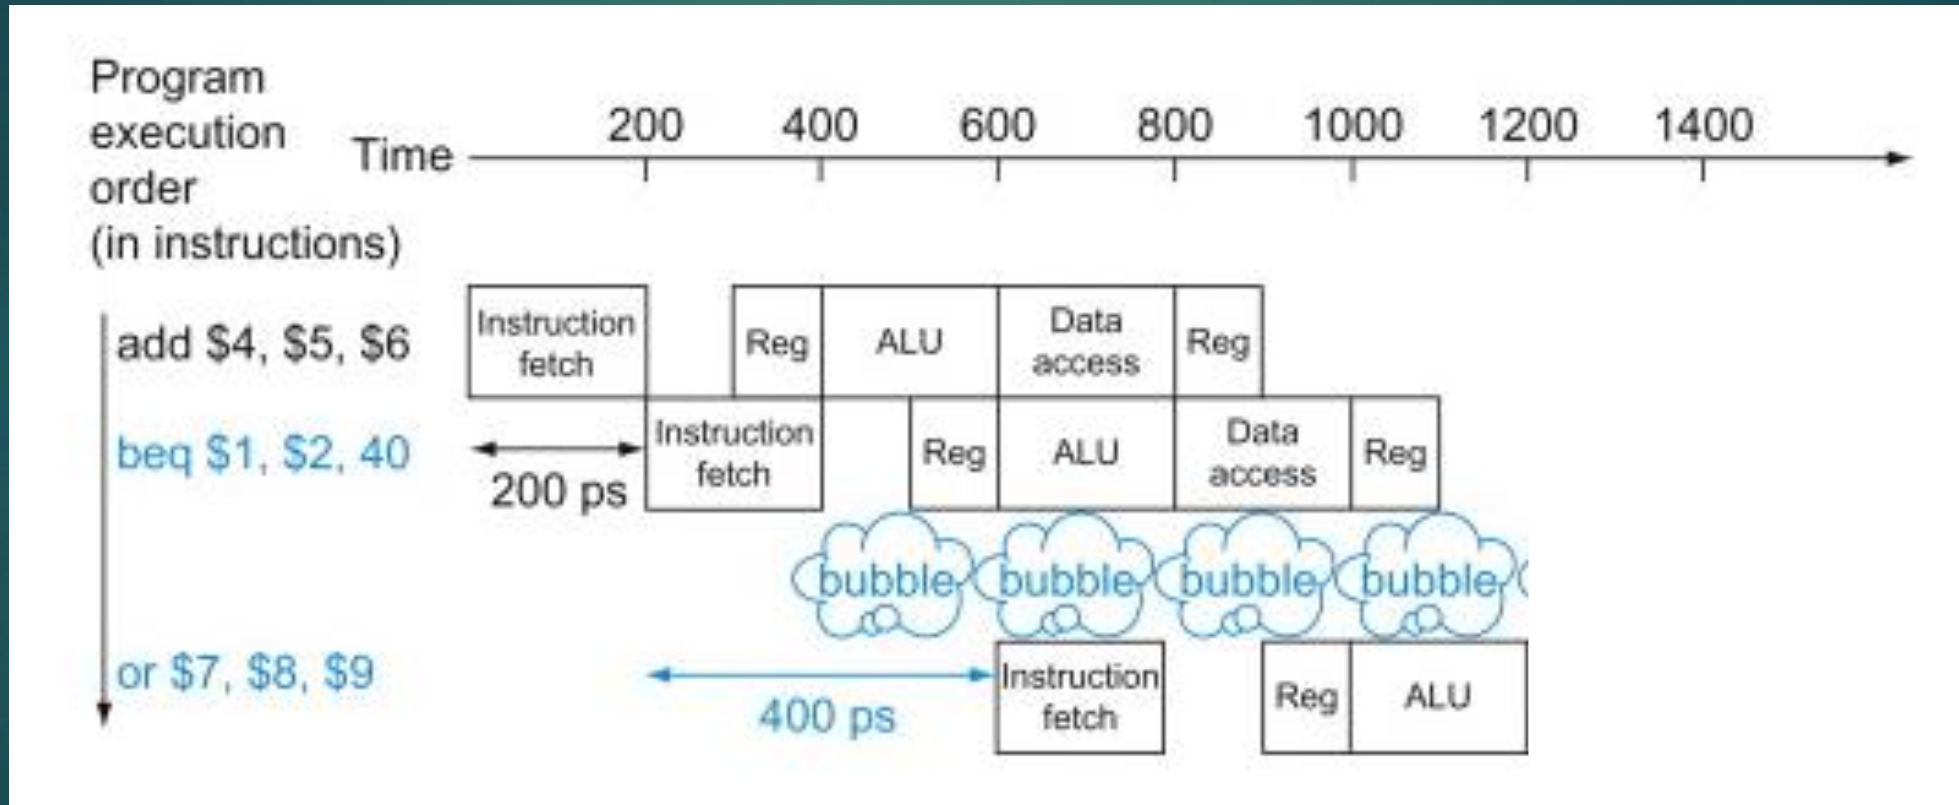 Program
execution
order
(in instructions)
Time
200 400 600 800 1000 1200 1400
add $4, $5, $6
Instruction
fetch
Reg
ALU
Data
access
Reg
beq $1, $2, 40
200 ps
Instruction
fetch
Reg
ALU
Data
access
Reg
bubble bubble bubble bubble
or $7, $8, $9
400 ps
Instruction
fetch
Reg
ALU